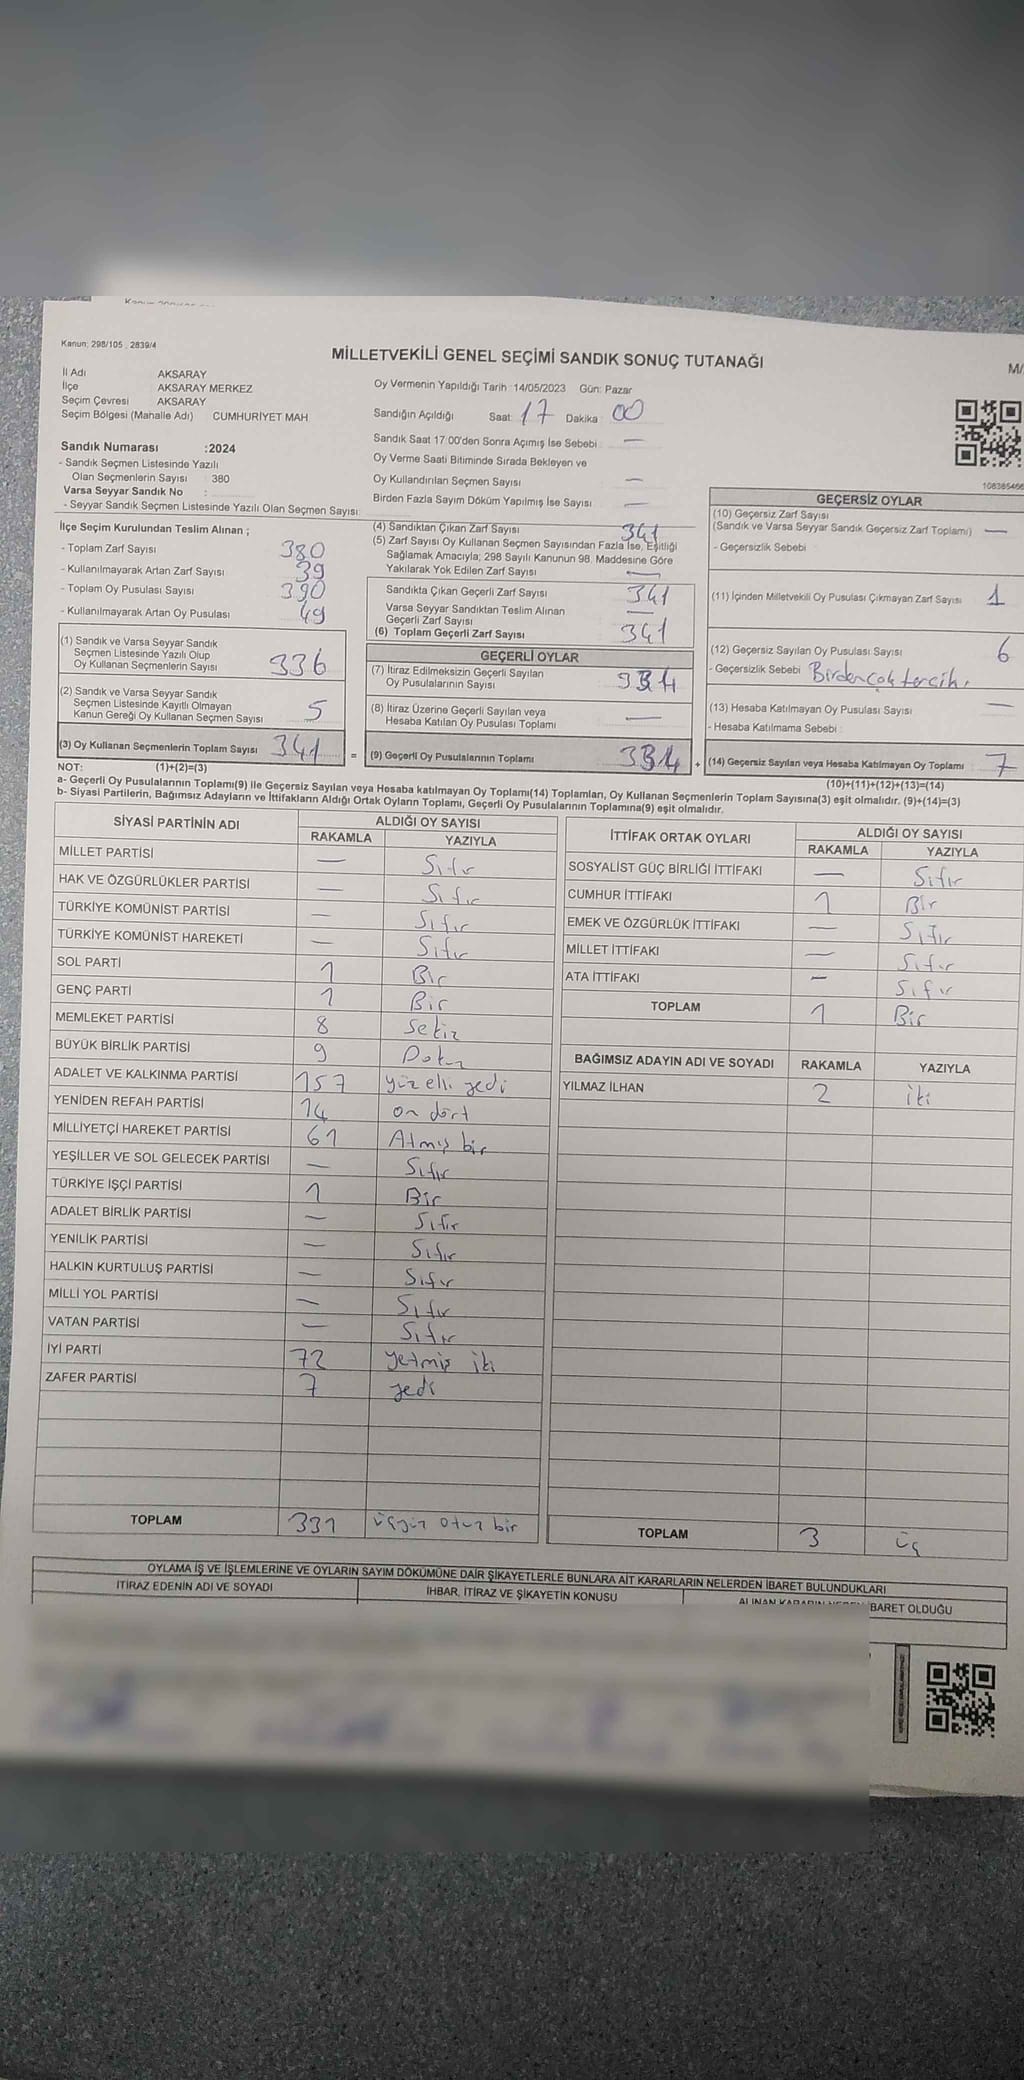 Kanun: 298/105 , 2839/4
MİLLETVEKİLİ GENEL SEÇİMİ SANDIK SONUÇ TUTANAĞI
M/
İl Adı AKSARAY
İlçe AKSARAY MERKEZ
Seçim Çevresi AKSARAY
Seçim Bölgesi (Mahalle Adı) CUMHURİYET MAH
Sandık Numarası :2024
- Sandık Seçmen Listesinde Yazılı
Olan Seçmenlerin Sayısı : 380
Varsa Seyyar Sandık No :
- Seyyar Sandık Seçmen Listesinde Yazılı Olan Seçmen Sayısı:
Oy Vermenin Yapıldığı Tarih : 14/05/2023 Gün: Pazar
Sandığın Açıldığı Saat: 17 Dakika : 00
Sandık Saat 17:00'den Sonra Açımış İse Sebebi : —
Oy Verme Saati Bitiminde Sırada Bekleyen ve
Oy Kullandırılan Seçmen Sayısı —
Birden Fazla Sayım Döküm Yapılmış İse Sayısı : —
İlçe Seçim Kurulundan Teslim Alınan ;
- Toplam Zarf Sayısı 380
- Kullanılmayarak Artan Zarf Sayısı 39
- Toplam Oy Pusulası Sayısı 390
- Kullanılmayarak Artan Oy Pusulası 49
(1) Sandık ve Varsa Seyyar Sandık
Seçmen Listesinde Yazılı Olup
Oy Kullanan Seçmenlerin Sayısı 336
(2) Sandık ve Varsa Seyyar Sandık
Seçmen Listesinde Kayıtlı Olmayan
Kanun Gereği Oy Kullanan Seçmen Sayısı 5
(3) Oy Kullanan Seçmenlerin Toplam Sayısı 341 =
(4) Sandıktan Çıkan Zarf Sayısı 341
(5) Zarf Sayısı Oy Kullanan Seçmen Sayısından Fazla İse, Eşitliği
Sağlamak Amacıyla; 298 Sayılı Kanunun 98. Maddesine Göre
Yakılarak Yok Edilen Zarf Sayısı —
Sandıkta Çıkan Geçerli Zarf Sayısı 341
Varsa Seyyar Sandıktan Teslim Alınan
Geçerli Zarf Sayısı —
(6) Toplam Geçerli Zarf Sayısı 341
GEÇERLİ OYLAR
(7) İtiraz Edilmeksizin Geçerli Sayılan
Oy Pusulalarının Sayısı 334
(8) İtiraz Üzerine Geçerli Sayılan veya
Hesaba Katılan Oy Pusulası Toplamı —
(9) Geçerli Oy Pusulalarının Toplamı 334 +
108385466
GEÇERSİZ OYLAR
(10) Geçersiz Zarf Sayısı
(Sandık ve Varsa Seyyar Sandık Geçersiz Zarf Toplamı) —
- Geçersizlik Sebebi :
(11) İçinden Milletvekili Oy Pusulası Çıkmayan Zarf Sayısı 1
(12) Geçersiz Sayılan Oy Pusulası Sayısı 6
- Geçersizlik Sebebi : Birden çok tercih.
(13) Hesaba Katılmayan Oy Pusulası Sayısı —
- Hesaba Katılmama Sebebi :
(14) Geçersiz Sayılan veya Hesaba Katılmayan Oy Toplamı 7
NOT: (1)+(2)=(3)
(10)+(11)+(12)+(13)=(14)
a- Geçerli Oy Pusulalarının Toplamı(9) ile Geçersiz Sayılan veya Hesaba katılmayan Oy Toplamı(14) Toplamları, Oy Kullanan Seçmenlerin Toplam Sayısına(3) eşit olmalıdır. (9)+(14)=(3)
b- Siyasi Partilerin, Bağımsız Adayların ve İttifakların Aldığı Ortak Oyların Toplamı, Geçerli Oy Pusulalarının Toplamına(9) eşit olmalıdır.
SİYASİ PARTİNİN ADI ALDIĞI OY SAYISI
RAKAMLA YAZIYLA
MİLLET PARTİSİ — Sıfır
HAK VE ÖZGÜRLÜKLER PARTİSİ — Sıfır
TÜRKİYE KOMÜNİST PARTİSİ — Sıfır
TÜRKİYE KOMÜNİST HAREKETİ — Sıfır
SOL PARTİ 1 Bir
GENÇ PARTİ 1 Bir
MEMLEKET PARTİSİ 8 Sekiz
BÜYÜK BİRLİK PARTİSİ 9 Dokuz
ADALET VE KALKINMA PARTİSİ 157 yüz elli yedi
YENİDEN REFAH PARTİSİ 14 on dört
MİLLİYETÇİ HAREKET PARTİSİ 61 Atmış bir
YEŞİLLER VE SOL GELECEK PARTİSİ — Sıfır
TÜRKİYE İŞÇİ PARTİSİ 1 Bir
ADALET BİRLİK PARTİSİ — Sıfır
YENİLİK PARTİSİ — Sıfır
HALKIN KURTULUŞ PARTİSİ — Sıfır
MİLLİ YOL PARTİSİ — Sıfır
VATAN PARTİSİ — Sıfır
İYİ PARTİ 72 yetmiş iki
ZAFER PARTİSİ 7 yedi
TOPLAM 331 üçyüz otuz bir
İTTİFAK ORTAK OYLARI ALDIĞI OY SAYISI
RAKAMLA YAZIYLA
SOSYALİST GÜÇ BİRLİĞİ İTTİFAKI — Sıfır
CUMHUR İTTİFAKI 1 Bir
EMEK VE ÖZGÜRLÜK İTTİFAKI — Sıfır
MİLLET İTTİFAKI — Sıfır
ATA İTTİFAKI — Sıfır
TOPLAM 1 Bir
BAĞIMSIZ ADAYIN ADI VE SOYADI RAKAMLA YAZIYLA
YILMAZ İLHAN 2 iki
TOPLAM 3 üç
OYLAMA İŞ VE İŞLEMLERİNE VE OYLARIN SAYIM DÖKÜMÜNE DAİR ŞİKAYETLERLE BUNLARA AİT KARARLARIN NELERDEN İBARET BULUNDUKLARI
İTİRAZ EDENİN ADI VE SOYADI İHBAR, İTİRAZ VE ŞİKAYETİN KONUSU ALINAN KARARIN NEDEN İBARET OLDUĞU